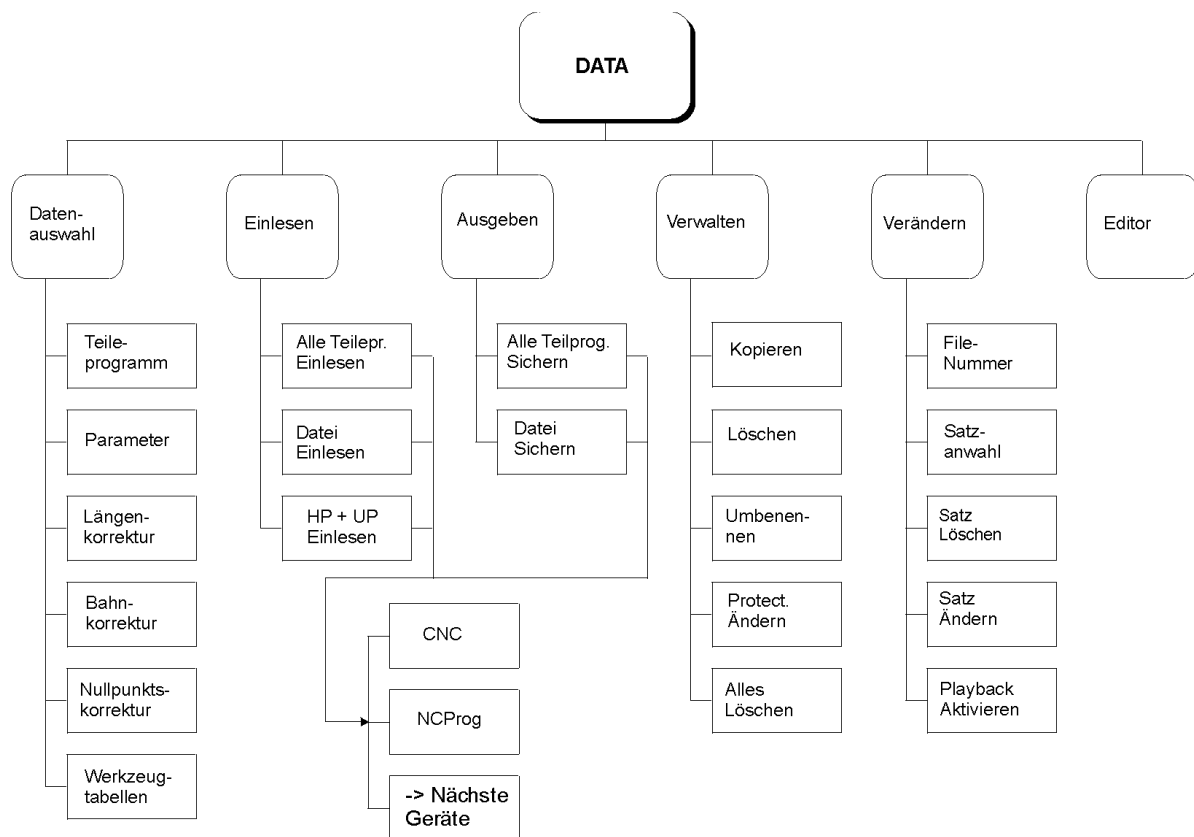 DATA
Daten-
auswahl
Einlesen
Ausgeben
Verwalten
Verändern
Editor
Teile-
programm
Parameter
Längen-
korrektur
Bahn-
korrektur
Nullpunkts-
korrektur
Werkzeug-
tabellen
Alle Teilepr.
Einlesen
Datei
Einlesen
HP + UP
Einlesen
Alle Teilprog.
Sichern
Datei
Sichern
CNC
NCProg
-> Nächste
Geräte
Kopieren
Löschen
Umbenen-
nen
Protect.
Ändern
Alles
Löschen
File-
Nummer
Satz-
anwahl
Satz
Löschen
Satz
Ändern
Playback
Aktivieren